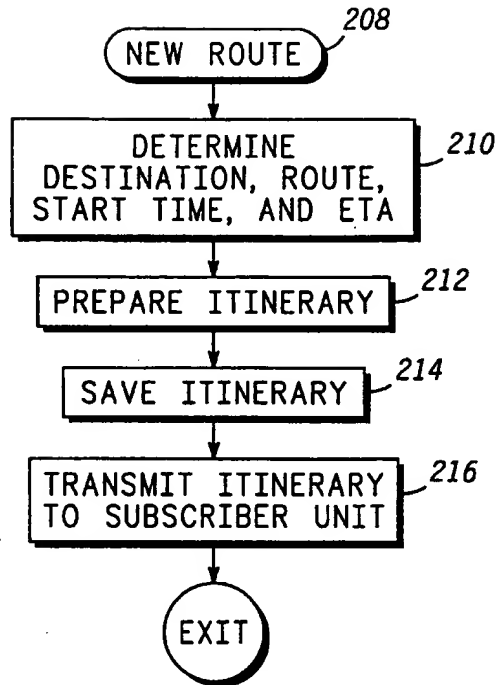 208
NEW ROUTE
210
DETERMINE
DESTINATION, ROUTE,
START TIME, AND ETA
212
PREPARE ITINERARY
214
SAVE ITINERARY
216
TRANSMIT ITINERARY
TO SUBSCRIBER UNIT
EXIT